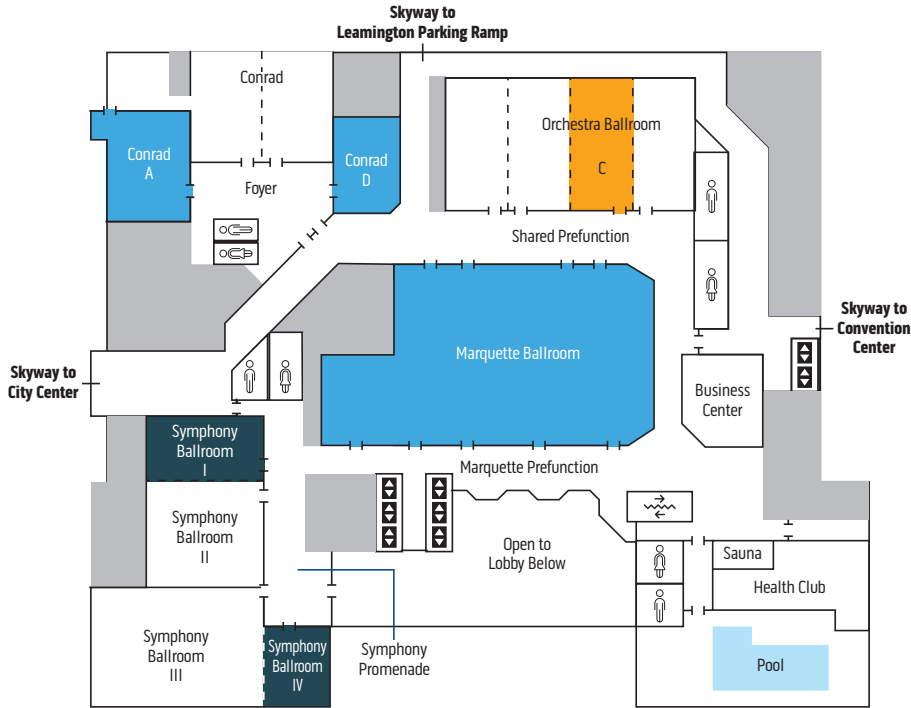 Skyway to
Leamington Parking Ramp
Conrad
Orchestra Ballroom
Conrad
A
Conrad
D
C
Foyer
Shared Prefunction
Skyway to
Convention
Center
Marquette Ballroom
Skyway to
City Center
Business
Center
Symphony
Ballroom
I
Marquette Prefunction
Symphony
Ballroom
II
Open to
Lobby Below
Sauna
Health Club
Symphony
Ballroom
III
Symphony
Ballroom
IV
Symphony
Promenade
Pool